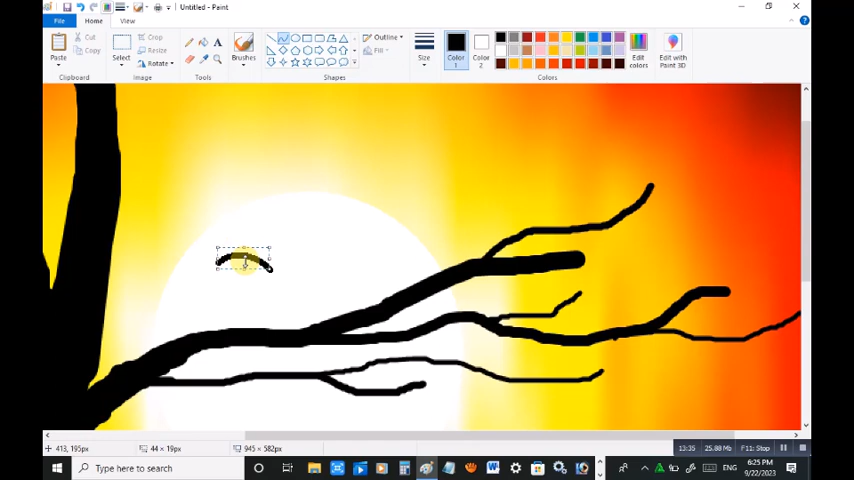 Untitled - Paint
File Home View
Paste
Cut
Copy
Select
Crop
Resize
Rotate
Brushes
Outline
Fill
Size
Color 1
Color 2
Edit colors
Edit with Paint 3D
Clipboard Image Tools Shapes Colors
413, 195px 44 × 19px 945 × 582px 13:35 25.88 MB F11: Stop
Type here to search ENG 6:25 PM
9/22/2023